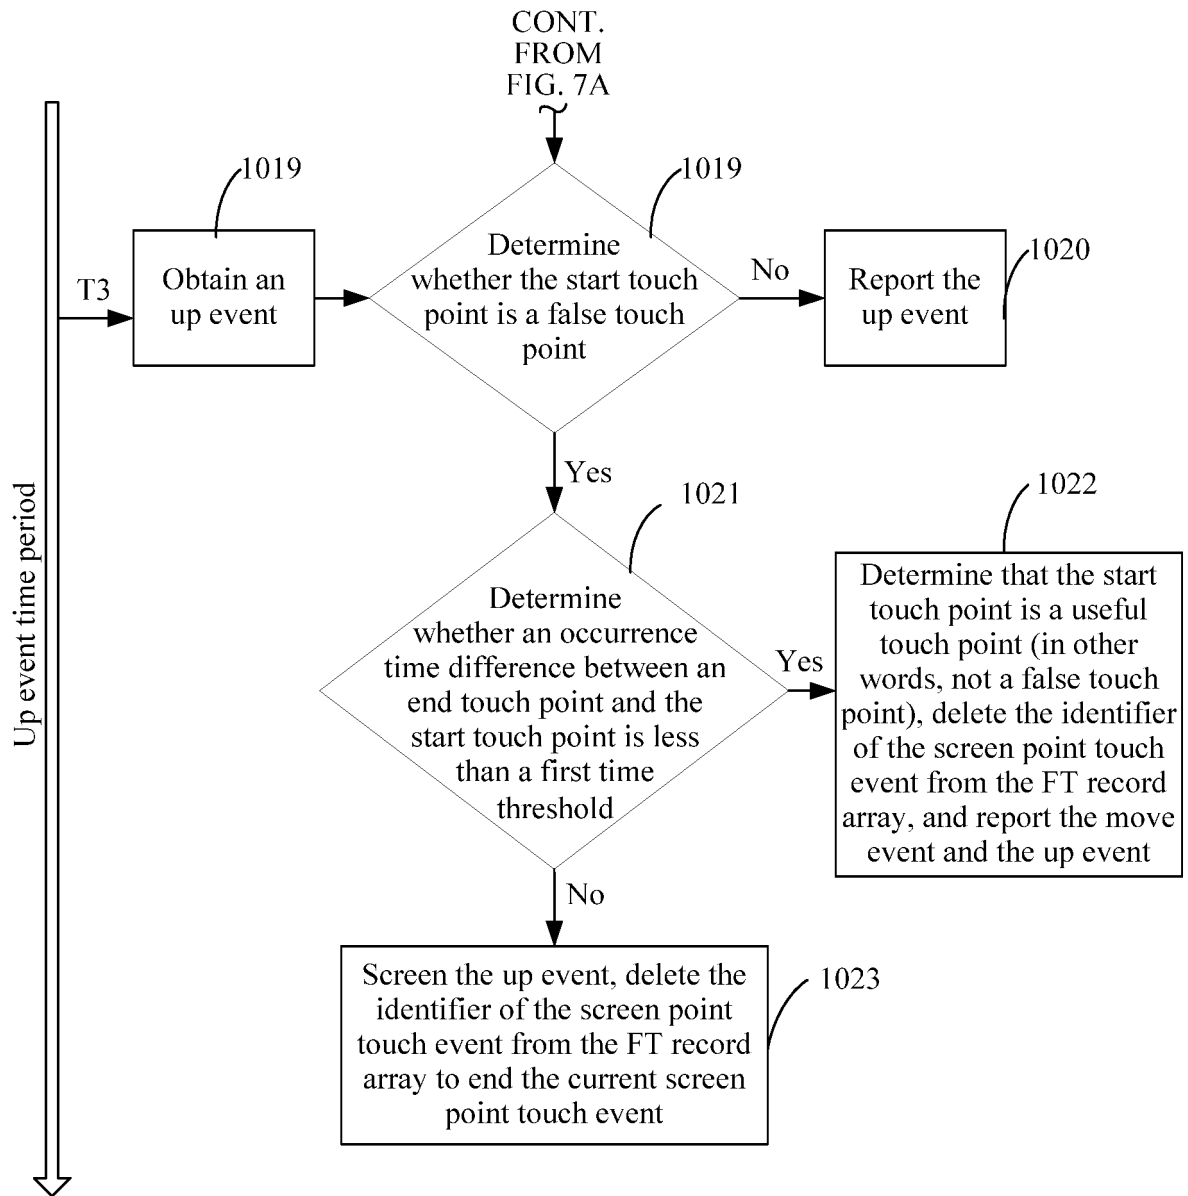 CONT.
FROM
FIG. 7A
1019
1019
Determine
whether the start touch
point is a false touch
point
T3
Obtain an
up event
No
Report the
up event
1020
Yes
1021
1022
Up event time period
Determine
whether an occurrence
time difference between an
end touch point and the
start touch point is less
than a first time
threshold
Yes
Determine that the start
touch point is a useful
touch point (in other
words, not a false touch
point), delete the identifier
of the screen point touch
event from the FT record
array, and report the move
event and the up event
No
Screen the up event, delete the
identifier of the screen point
touch event from the FT record
array to end the current screen
point touch event
1023